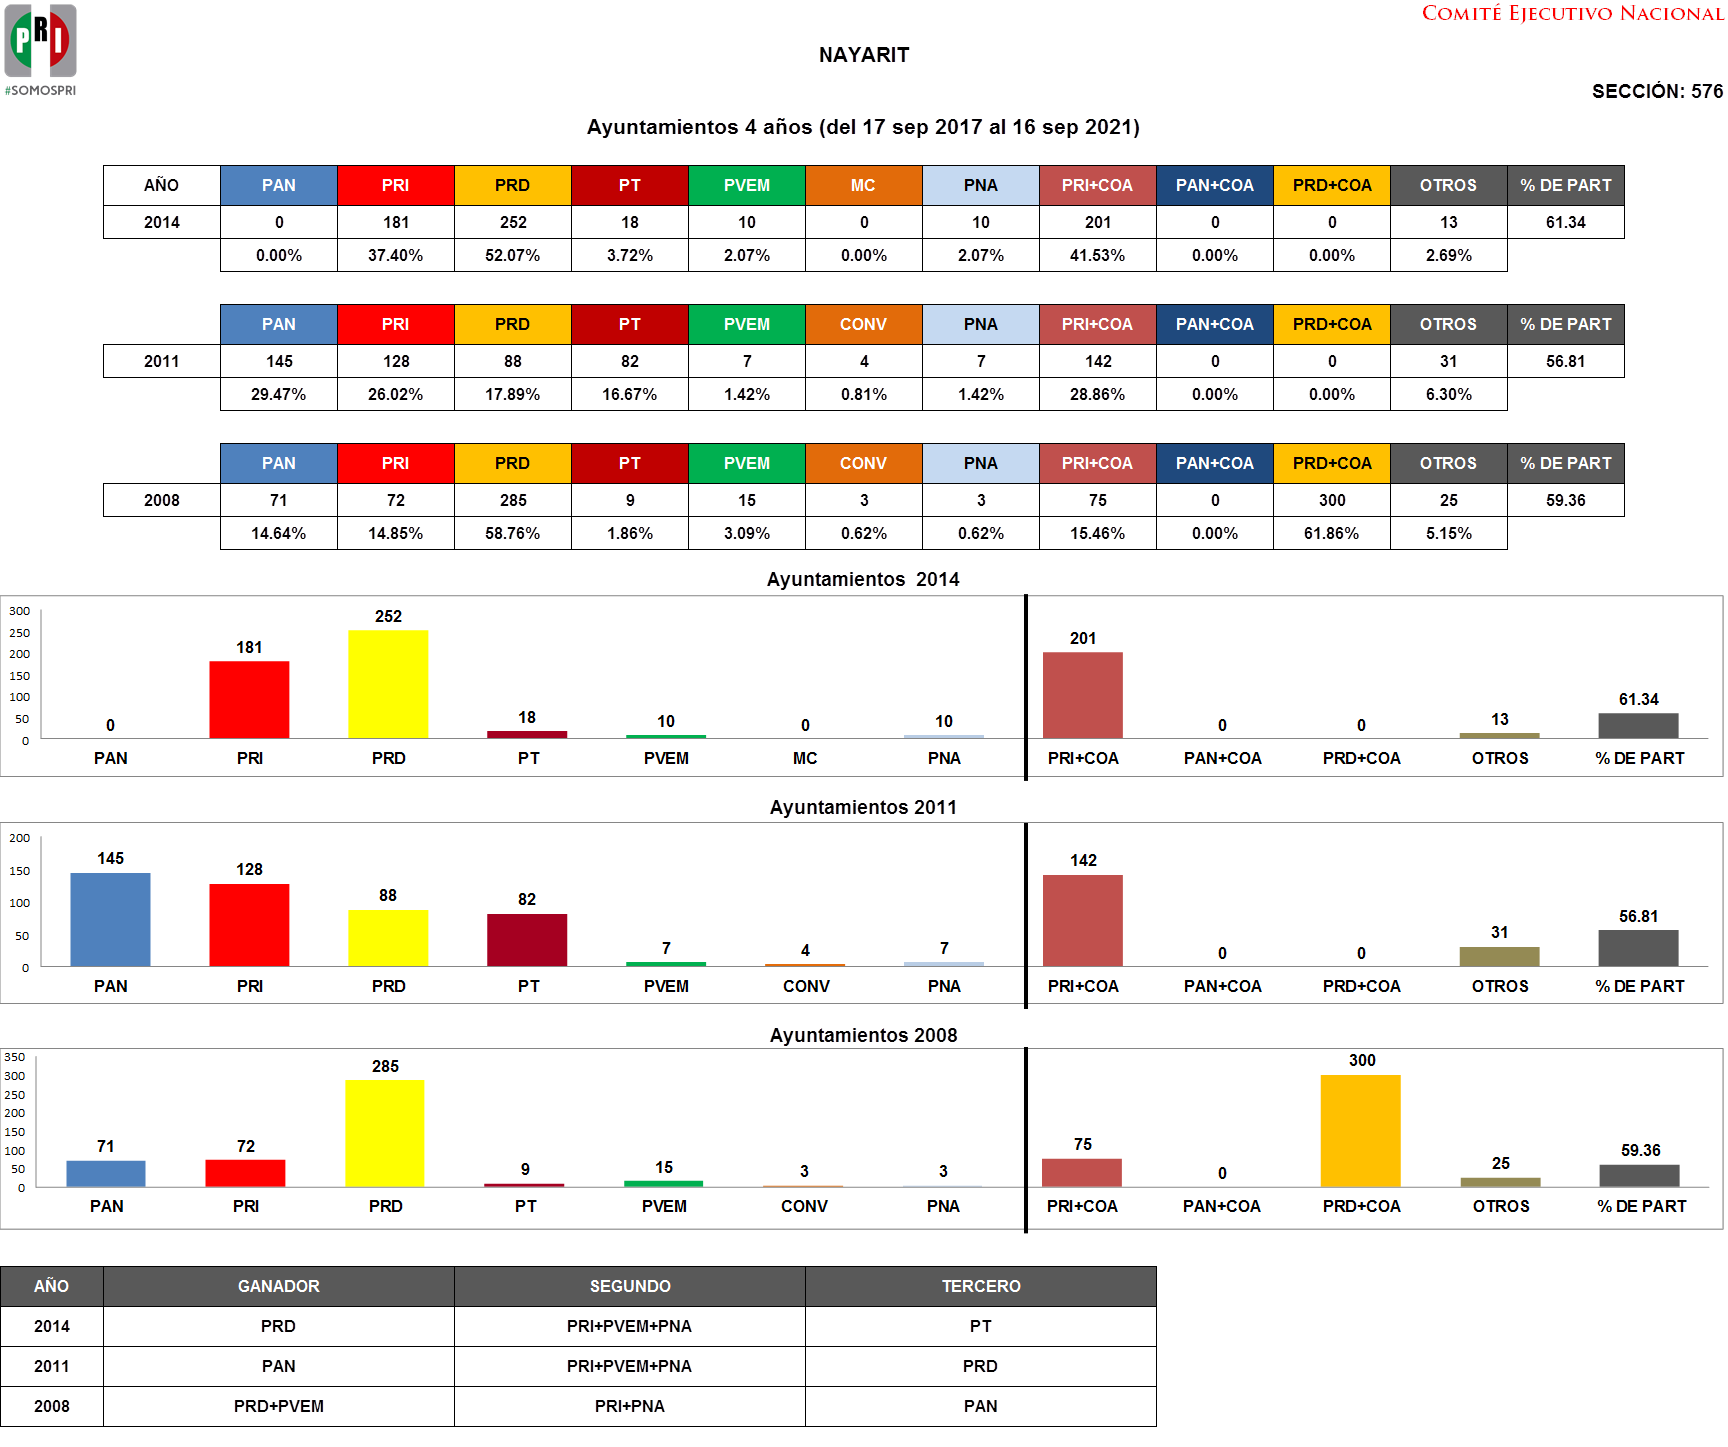 PRI
COMITÉ EJECUTIVO NACIONAL
NAYARIT
#SOMOSPRI
SECCIÓN: 576
Ayuntamientos 4 años (del 17 sep 2017 al 16 sep 2021)
AÑO PAN PRI PRD PT PVEM MC PNA PRI+COA PAN+COA PRD+COA OTROS % DE PART
2014 0 181 252 18 10 0 10 201 0 0 13 61.34
0.00% 37.40% 52.07% 3.72% 2.07% 0.00% 2.07% 41.53% 0.00% 0.00% 2.69%
PAN PRI PRD PT PVEM CONV PNA PRI+COA PAN+COA PRD+COA OTROS % DE PART
2011 145 128 88 82 7 4 7 142 0 0 31 56.81
29.47% 26.02% 17.89% 16.67% 1.42% 0.81% 1.42% 28.86% 0.00% 0.00% 6.30%
PAN PRI PRD PT PVEM CONV PNA PRI+COA PAN+COA PRD+COA OTROS % DE PART
2008 71 72 285 9 15 3 3 75 0 300 25 59.36
14.64% 14.85% 58.76% 1.86% 3.09% 0.62% 0.62% 15.46% 0.00% 61.86% 5.15%
Ayuntamientos 2014
300
250
200
150
100
50
0
0 181 252 18 10 0 10 201 0 0 13 61.34
PAN PRI PRD PT PVEM MC PNA PRI+COA PAN+COA PRD+COA OTROS % DE PART
Ayuntamientos 2011
200
150
100
50
0
145 128 88 82 7 4 7 142 0 0 31 56.81
PAN PRI PRD PT PVEM CONV PNA PRI+COA PAN+COA PRD+COA OTROS % DE PART
Ayuntamientos 2008
350
300
250
200
150
100
50
0
71 72 285 9 15 3 3 75 0 300 25 59.36
PAN PRI PRD PT PVEM CONV PNA PRI+COA PAN+COA PRD+COA OTROS % DE PART
AÑO GANADOR SEGUNDO TERCERO
2014 PRD PRI+PVEM+PNA PT
2011 PAN PRI+PVEM+PNA PRD
2008 PRD+PVEM PRI+PNA PAN